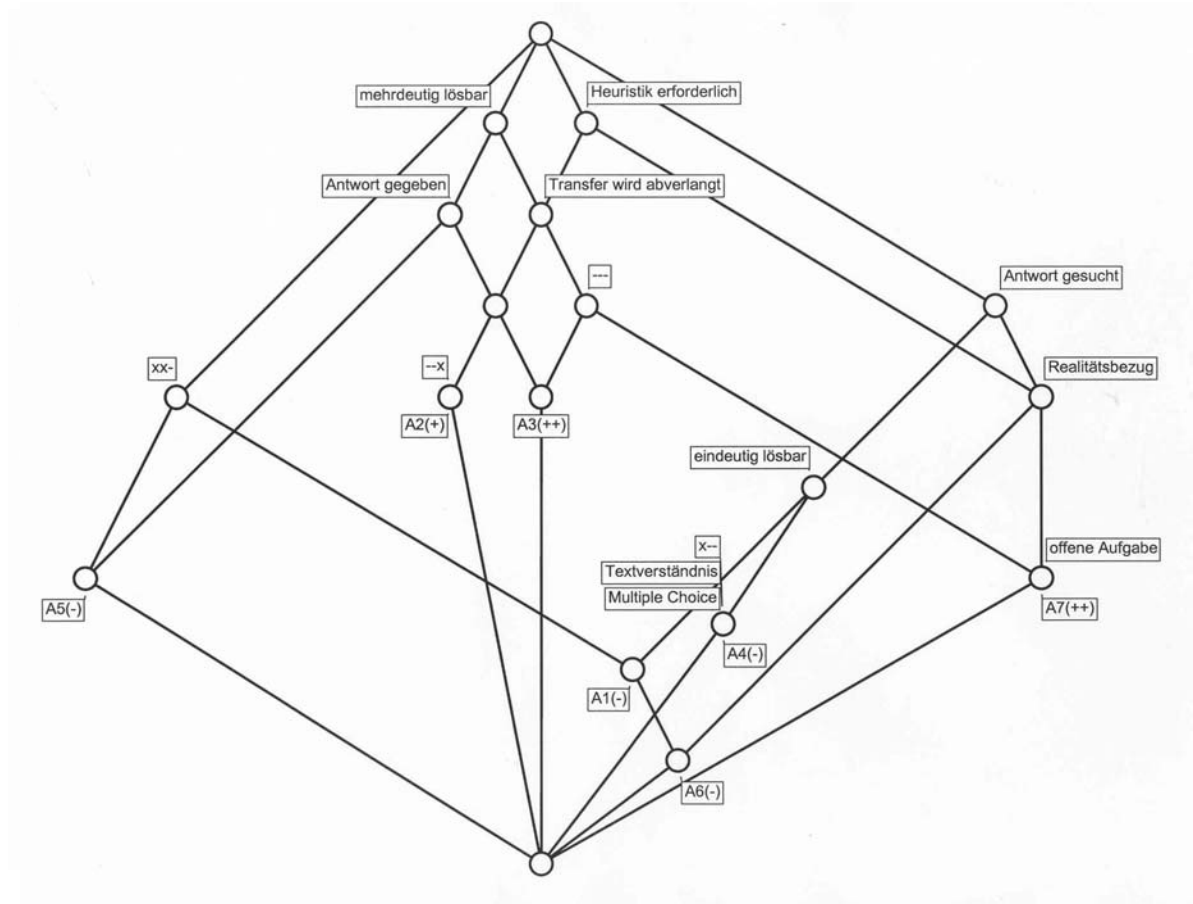 Heuristik erforderlich
mehrdeutig lösbar
Antwort gegeben
Transfer wird abverlangt
---
Antwort gesucht
xx-
--x
Realitätsbezug
A2(+)
A3(++)
eindeutig lösbar
x--
offene Aufgabe
Textverständnis
Multiple Choice
A5(-)
A7(++)
A4(-)
A1(-)
A6(-)